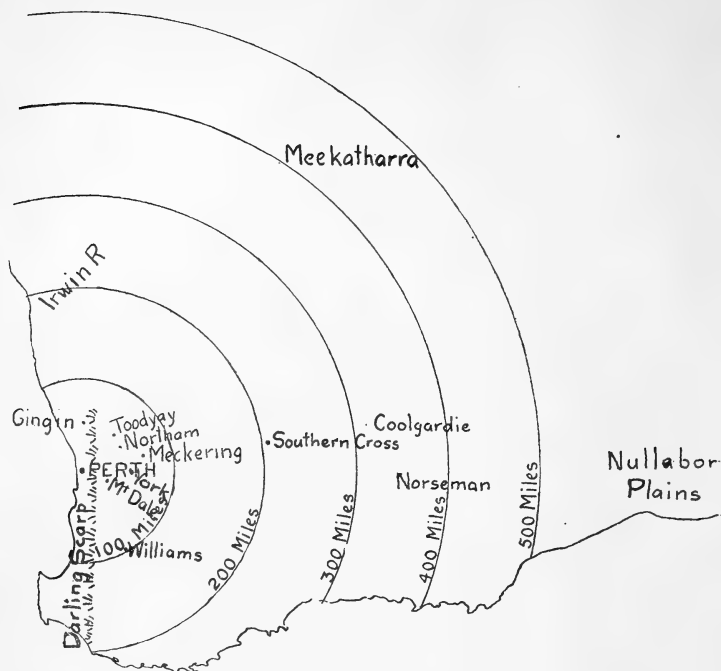 Meekatharra
Irwin R
Gingin
Toodyay
Northam
Meckering
Southern Cross
Coolgardie
PERTH
York
Mt Dale
Norseman
Nullabor
Plains
Darling Scarp
100 Miles
Williams
200 Miles
300 Miles
400 Miles
500 Miles